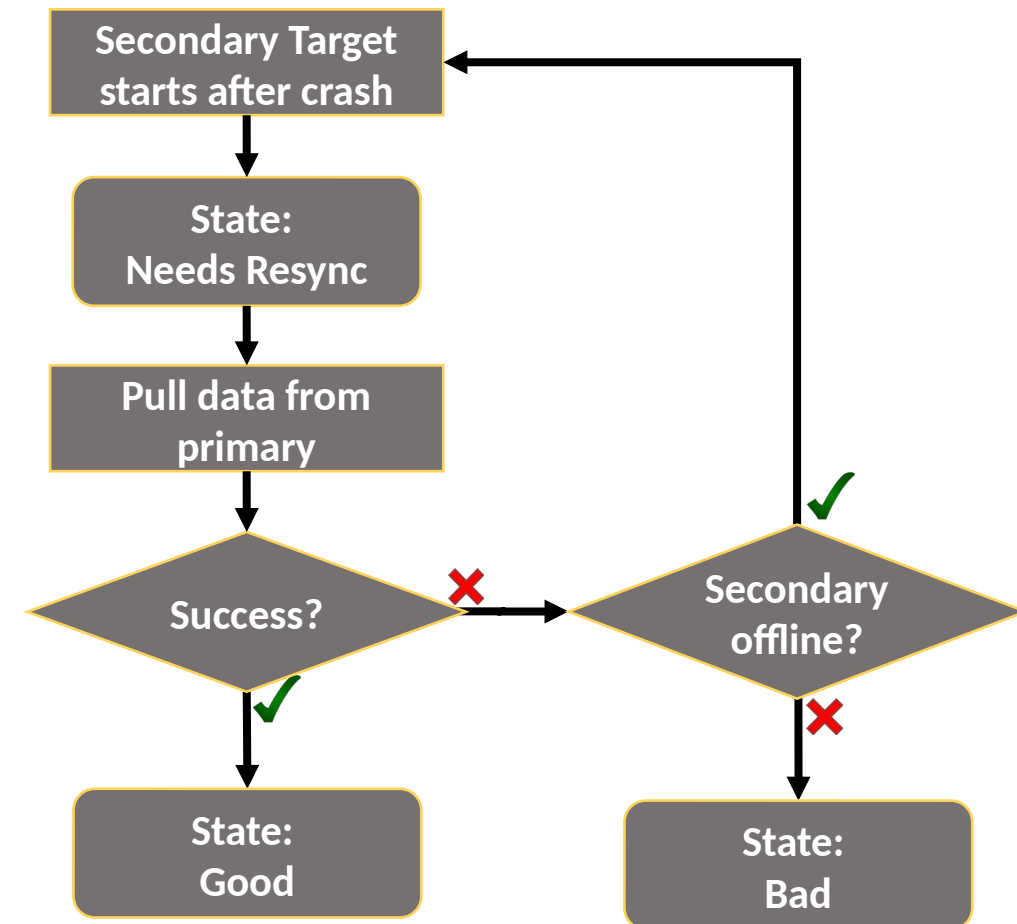 Secondary Target
starts after crash
State:
Needs Resync
Pull data from
primary
Success?
Secondary
offline?
State:
Good
State:
Bad